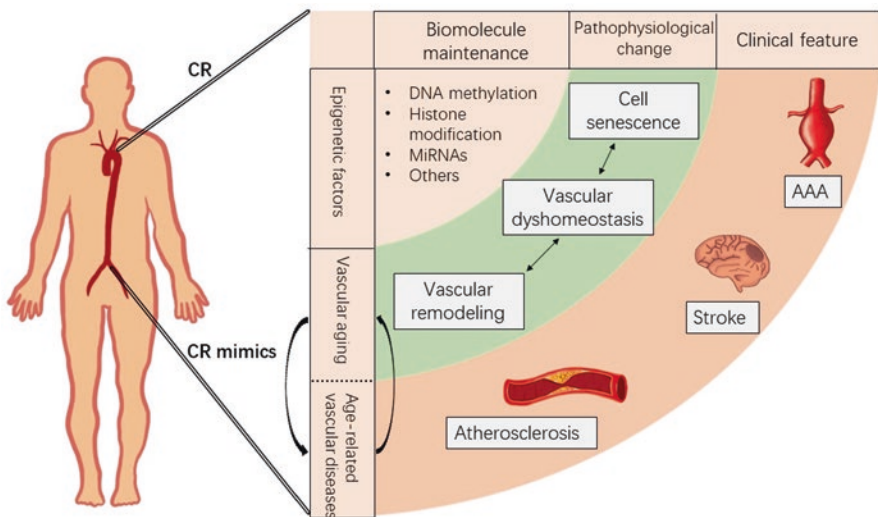 CR
CR mimics
Biomolecule
maintenance
Pathophysiological
change
Clinical feature
Epigenetic factors
Vascular aging
Age-related
vascular diseases
• DNA methylation
• Histone
modification
• MiRNAs
• Others
Cell
senescence
Vascular
dyshomeostasis
Vascular
remodeling
AAA
Stroke
Atherosclerosis